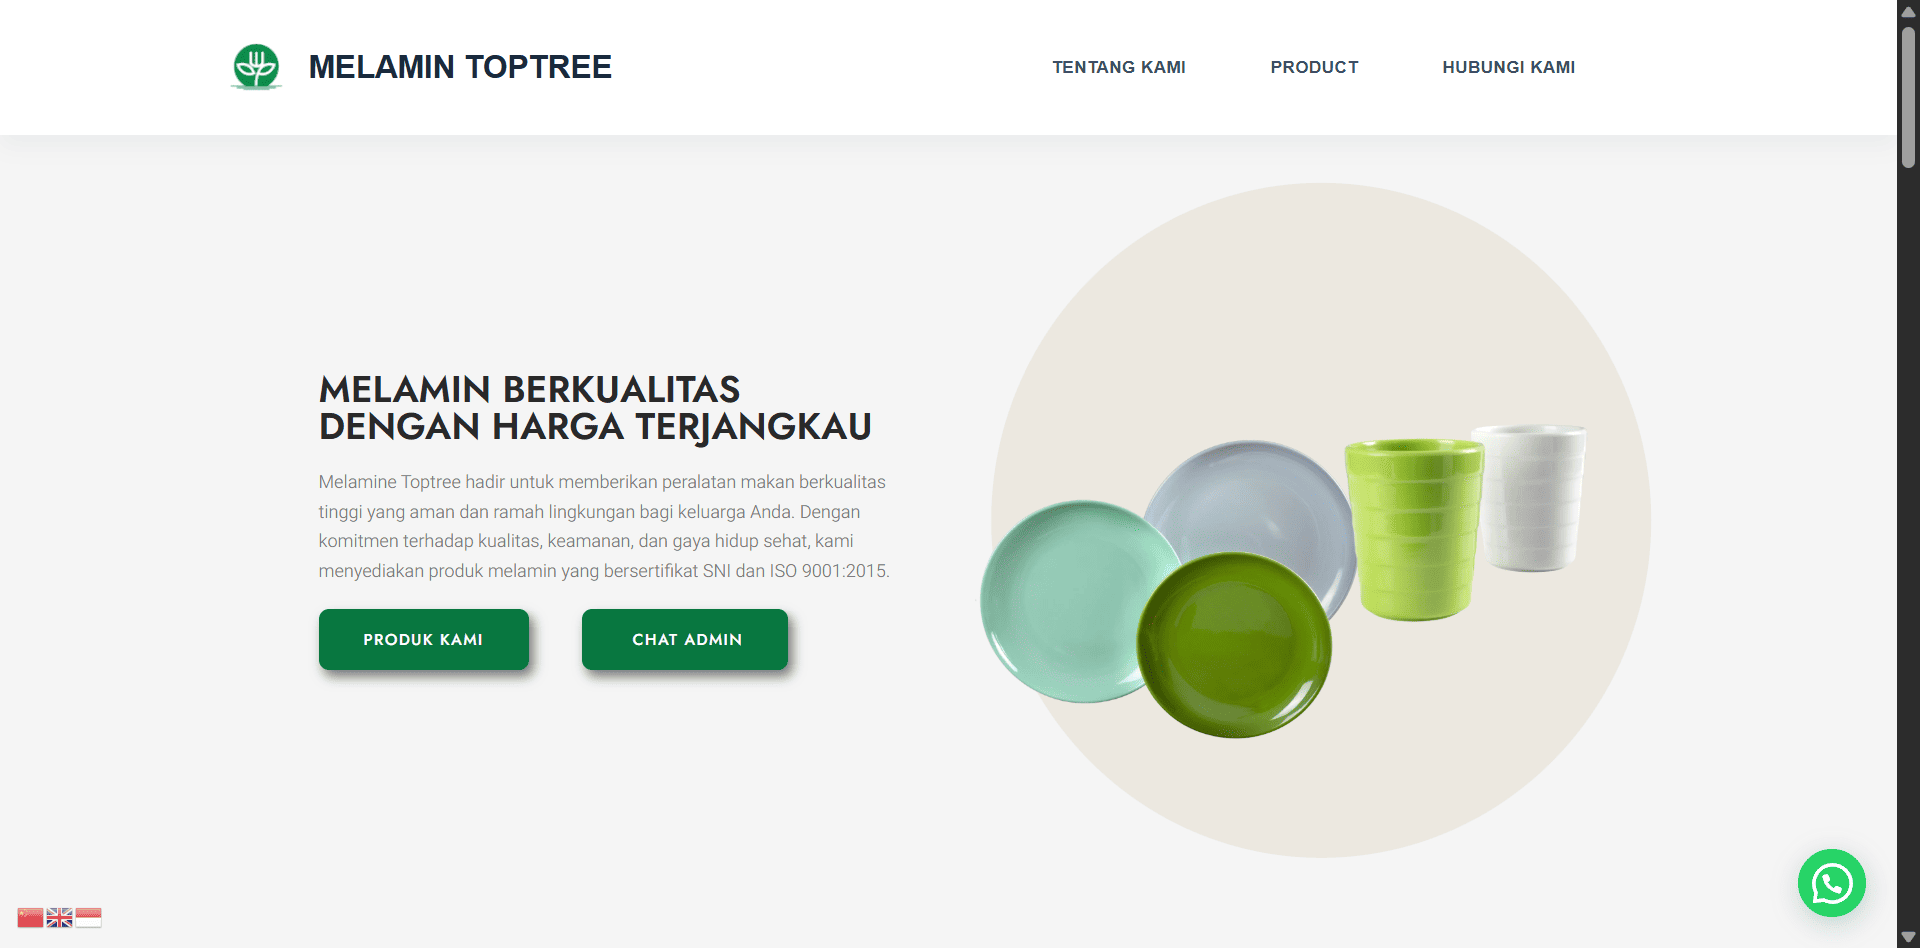 MELAMIN TOPTREE
TENTANG KAMI
PRODUCT
HUBUNGI KAMI
MELAMIN BERKUALITAS
DENGAN HARGA TERJANGKAU
Melamine Toptree hadir untuk memberikan peralatan makan berkualitas
tinggi yang aman dan ramah lingkungan bagi keluarga Anda. Dengan
komitmen terhadap kualitas, keamanan, dan gaya hidup sehat, kami
menyediakan produk melamin yang bersertifikat SNI dan ISO 9001:2015.
PRODUK KAMI
CHAT ADMIN